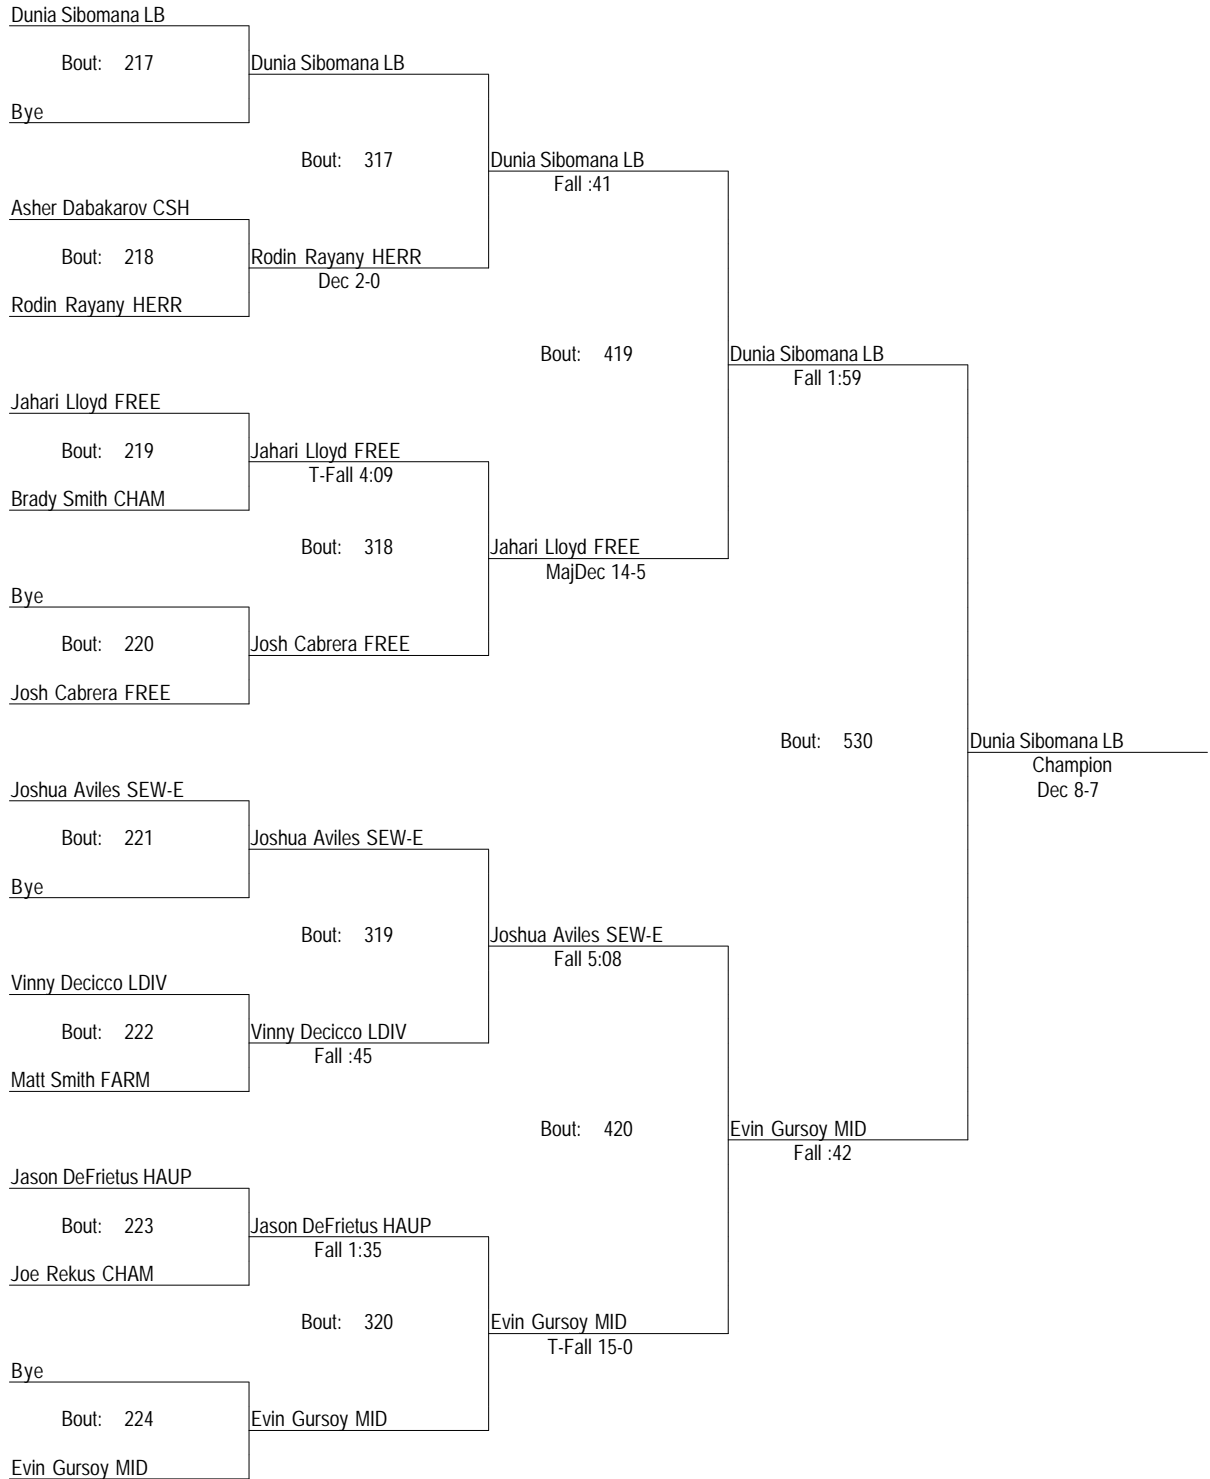 Dunia Sibomana LB
Bout: 217
Dunia Sibomana LB
Bye
Bout: 317
Dunia Sibomana LB
Fall :41
Asher Dabakarov CSH
Bout: 218
Rodin Rayany HERR
Dec 2-0
Rodin Rayany HERR
Bout: 419
Dunia Sibomana LB
Fall 1:59
Jahari Lloyd FREE
Bout: 219
Jahari Lloyd FREE
T-Fall 4:09
Brady Smith CHAM
Bout: 318
Jahari Lloyd FREE
MajDec 14-5
Bye
Bout: 220
Josh Cabrera FREE
Josh Cabrera FREE
Bout: 530
Dunia Sibomana LB
Champion
Dec 8-7
Joshua Aviles SEW-E
Bout: 221
Joshua Aviles SEW-E
Bye
Bout: 319
Joshua Aviles SEW-E
Fall 5:08
Vinny Decicco LDIV
Bout: 222
Vinny Decicco LDIV
Fall :45
Matt Smith FARM
Bout: 420
Evin Gursoy MID
Fall :42
Jason DeFrietus HAUP
Bout: 223
Jason DeFrietus HAUP
Fall 1:35
Joe Rekus CHAM
Bout: 320
Evin Gursoy MID
T-Fall 15-0
Bye
Bout: 224
Evin Gursoy MID
Evin Gursoy MID